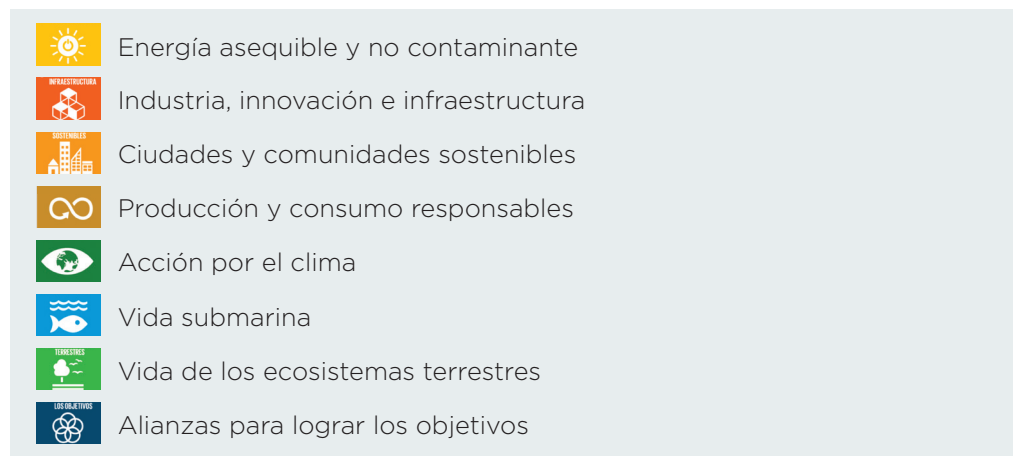 Energía asequible y no contaminante
INFRAESTRUCTURA
Industria, innovación e infraestructura
SOSTENIBLES
Ciudades y comunidades sostenibles
Producción y consumo responsables
Acción por el clima
Vida submarina
TERRESTRES
Vida de los ecosistemas terrestres
LOS OBJETIVOS
Alianzas para lograr los objetivos